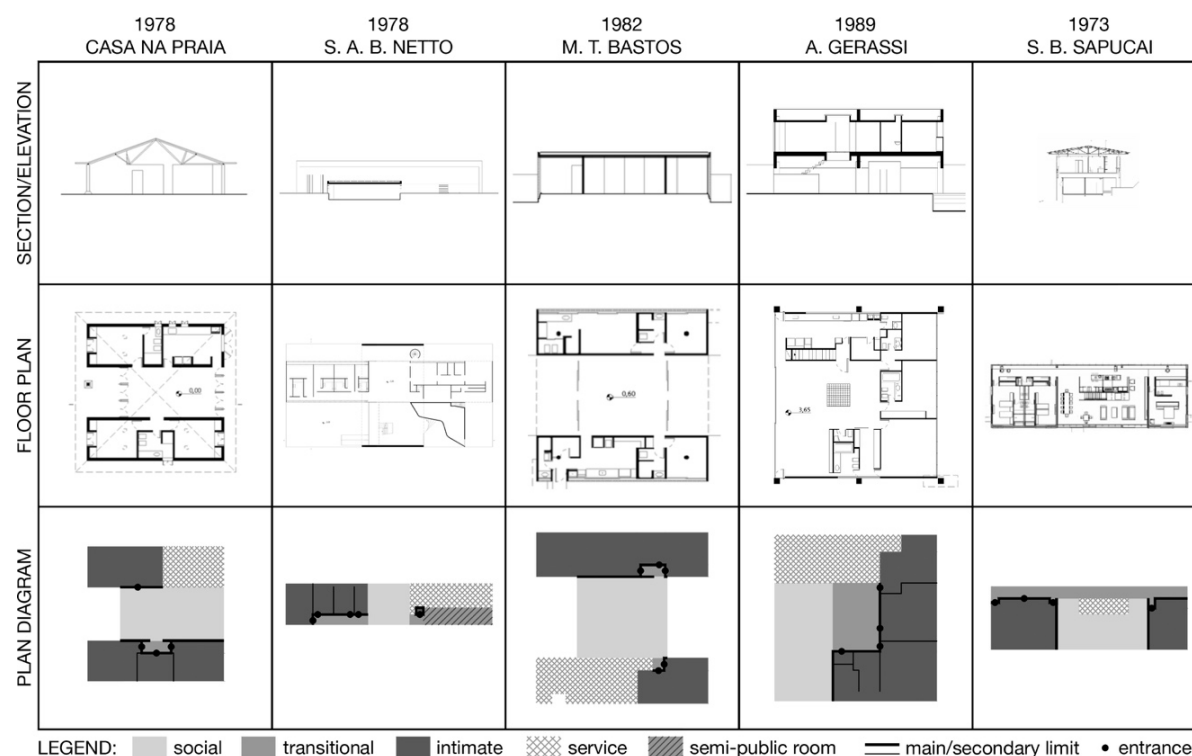 1978
CASA NA PRAIA
1978
S. A. B. NETTO
1982
M. T. BASTOS
1989
A. GERASSI
1973
S. B. SAPUCAI
SECTION/ELEVATION
FLOOR PLAN
0,00
0,60
3,65
PLAN DIAGRAM
LEGEND: social transitional intimate service semi-public room main/secondary limit entrance